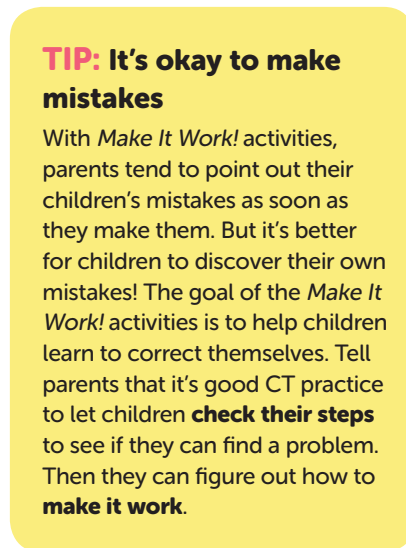 TIP: It’s okay to make
mistakes
With Make It Work! activities,
parents tend to point out their
children’s mistakes as soon as
they make them. But it’s better
for children to discover their own
mistakes! The goal of the Make It
Work! activities is to help children
learn to correct themselves. Tell
parents that it’s good CT practice
to let children check their steps
to see if they can find a problem.
Then they can figure out how to
make it work.